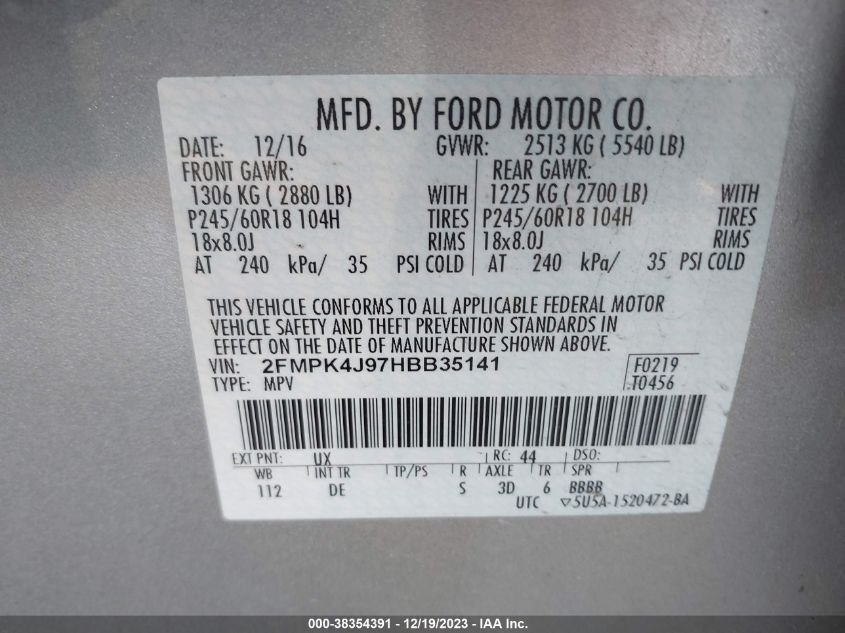 MFD. BY FORD MOTOR CO.
DATE: 12/16 GVWR: 2513 KG ( 5540 LB)
FRONT GAWR: REAR GAWR:
1306 KG ( 2880 LB) WITH 1225 KG ( 2700 LB) WITH
P245/60R18 104H TIRES P245/60R18 104H TIRES
18x8.0J RIMS 18x8.0J RIMS
AT 240 kPa/ 35 PSI COLD AT 240 kPa/ 35 PSI COLD
THIS VEHICLE CONFORMS TO ALL APPLICABLE FEDERAL MOTOR
VEHICLE SAFETY AND THEFT PREVENTION STANDARDS IN
EFFECT ON THE DATE OF MANUFACTURE SHOWN ABOVE.
VIN: 2FMPK4J97HBB35141 F0219
TYPE: MPV T0456
EXT PNT: UX RC: 44 DSO:
WB INT TR TP/PS R AXLE TR SPR
112 DE S 3D 6 BBBB
UTC ▽5U5A-1520472-BA
000-38354391 - 12/19/2023 - IAA Inc.